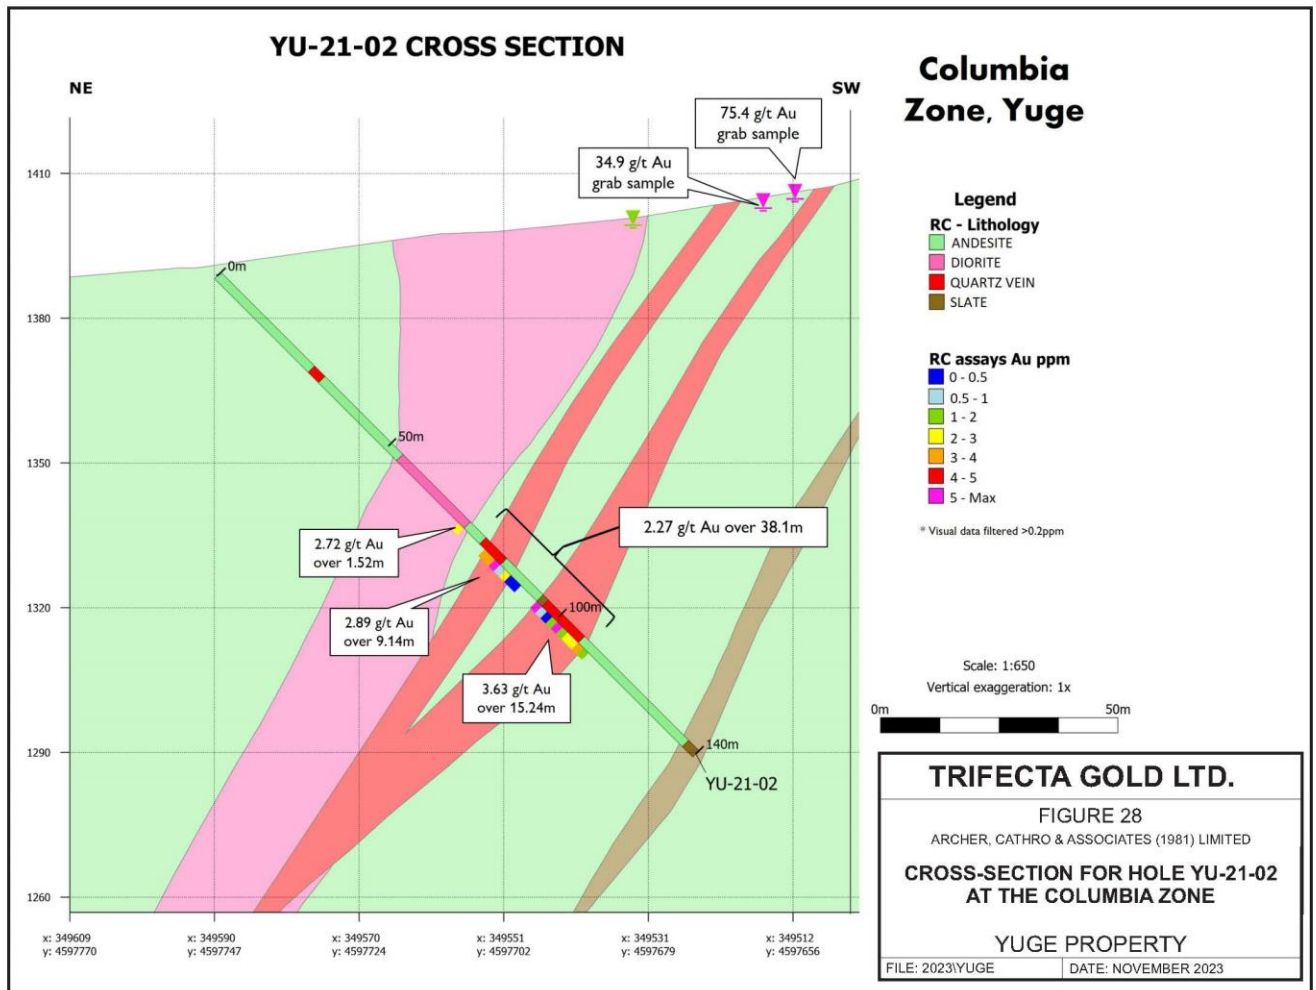 YU-21-02 CROSS SECTION
NE
SW
Columbia
Zone, Yuge
75.4 g/t Au
grab sample
34.9 g/t Au
grab sample
1410
1380
1350
1320
1290
1260
0m
50m
100m
140m
YU-21-02
2.72 g/t Au
over 1.52m
2.89 g/t Au
over 9.14m
3.63 g/t Au
over 15.24m
2.27 g/t Au over 38.1m
x: 349609
y: 4597770
x: 349590
y: 4597747
x: 349570
y: 4597724
x: 349551
y: 4597702
x: 349531
y: 4597679
x: 349512
y: 4597656
Legend
RC - Lithology
ANDESITE
DIORITE
QUARTZ VEIN
SLATE
RC assays Au ppm
0 - 0.5
0.5 - 1
1 - 2
2 - 3
3 - 4
4 - 5
5 - Max
* Visual data filtered >0.2ppm
Scale: 1:650
Vertical exaggeration: 1x
0m
50m
TRIFECTA GOLD LTD.
FIGURE 28
ARCHER, CATHRO & ASSOCIATES (1981) LIMITED
CROSS-SECTION FOR HOLE YU-21-02
AT THE COLUMBIA ZONE
YUGE PROPERTY
FILE: 2023\YUGE
DATE: NOVEMBER 2023